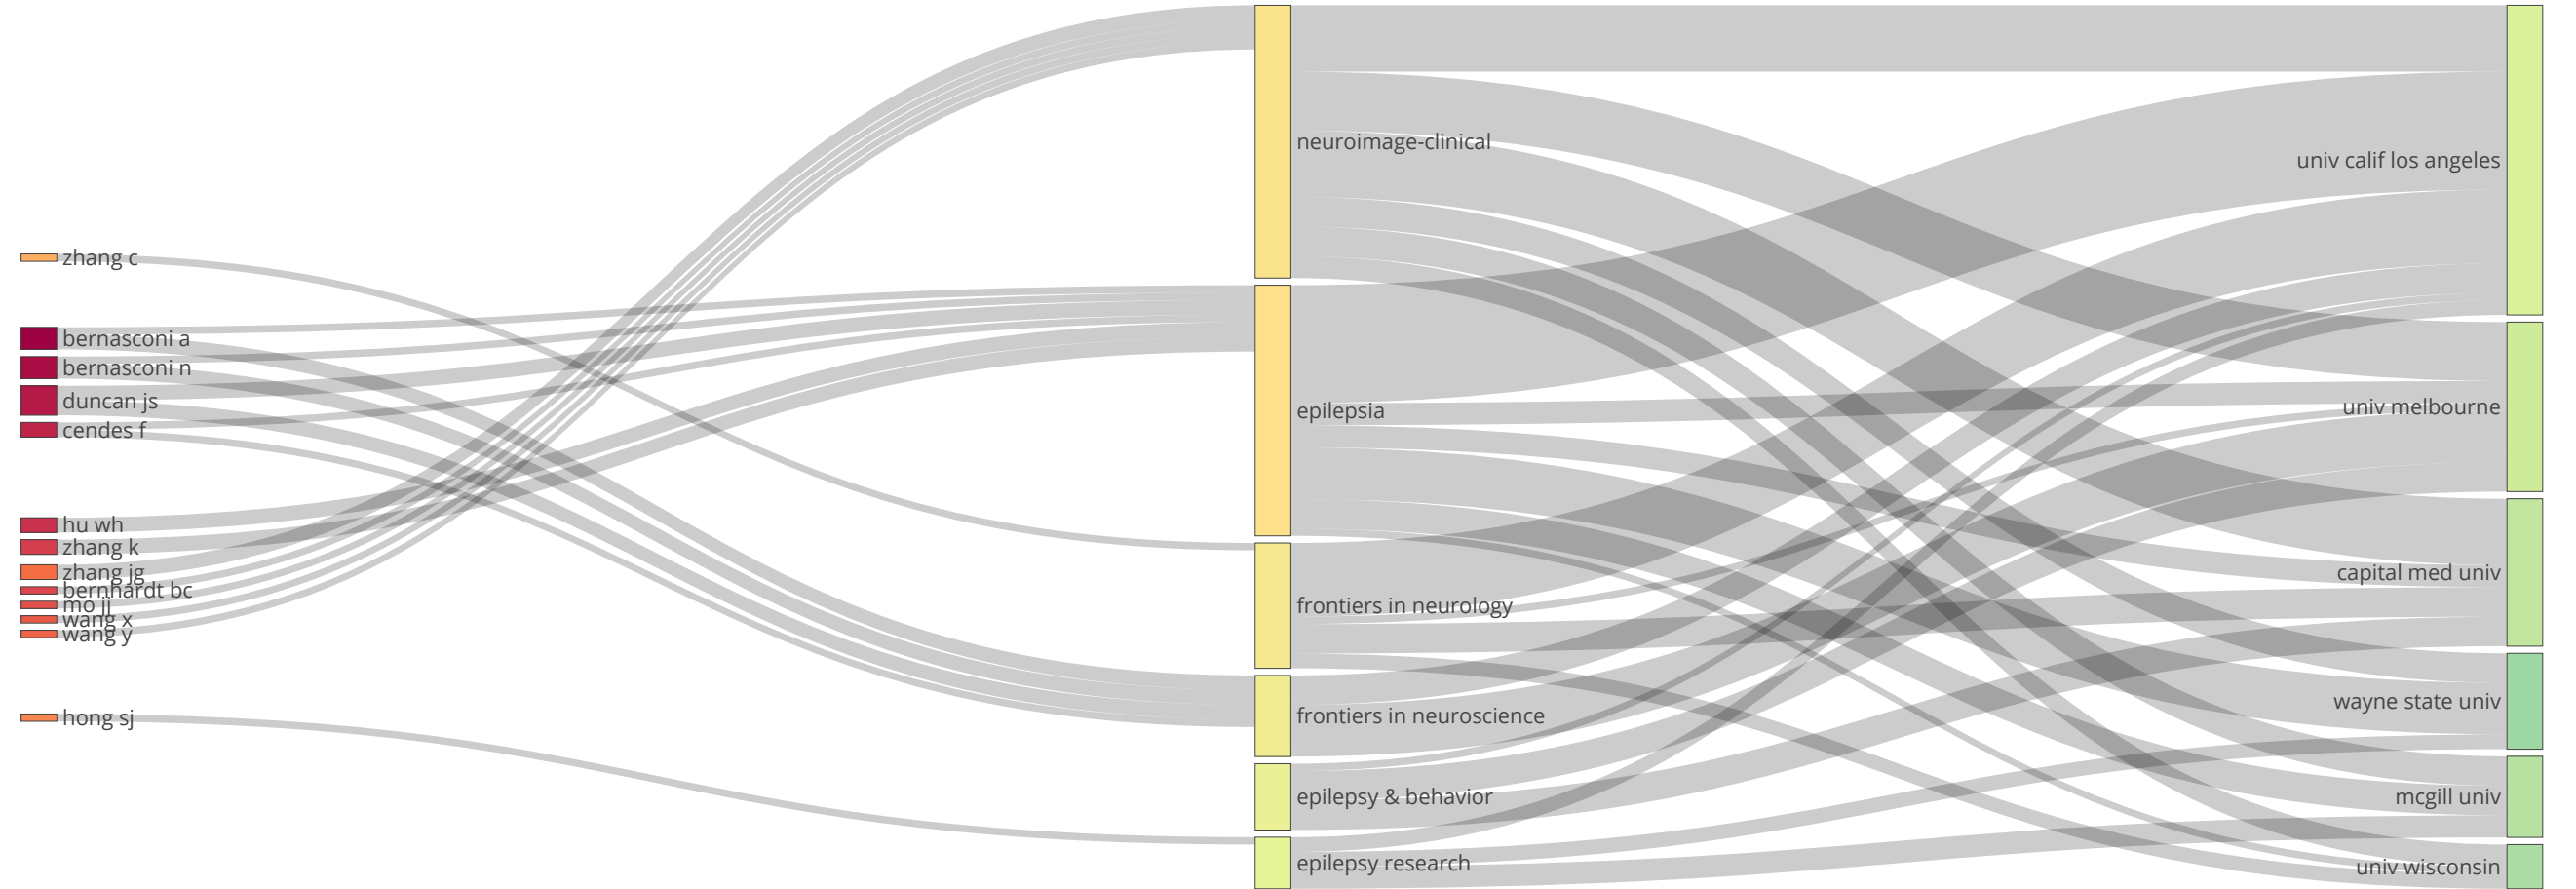 zhang c
bernasconi a
bernasconi n
duncan js
cendes f
hu wh
zhang k
zhang jg
bernhardt bc
mo jj
wang x
wang y
hong sj
neuroimage-clinical
epilepsia
frontiers in neurology
frontiers in neuroscience
epilepsy & behavior
epilepsy research
univ calif los angeles
univ melbourne
capital med univ
wayne state univ
mcgill univ
univ wisconsin